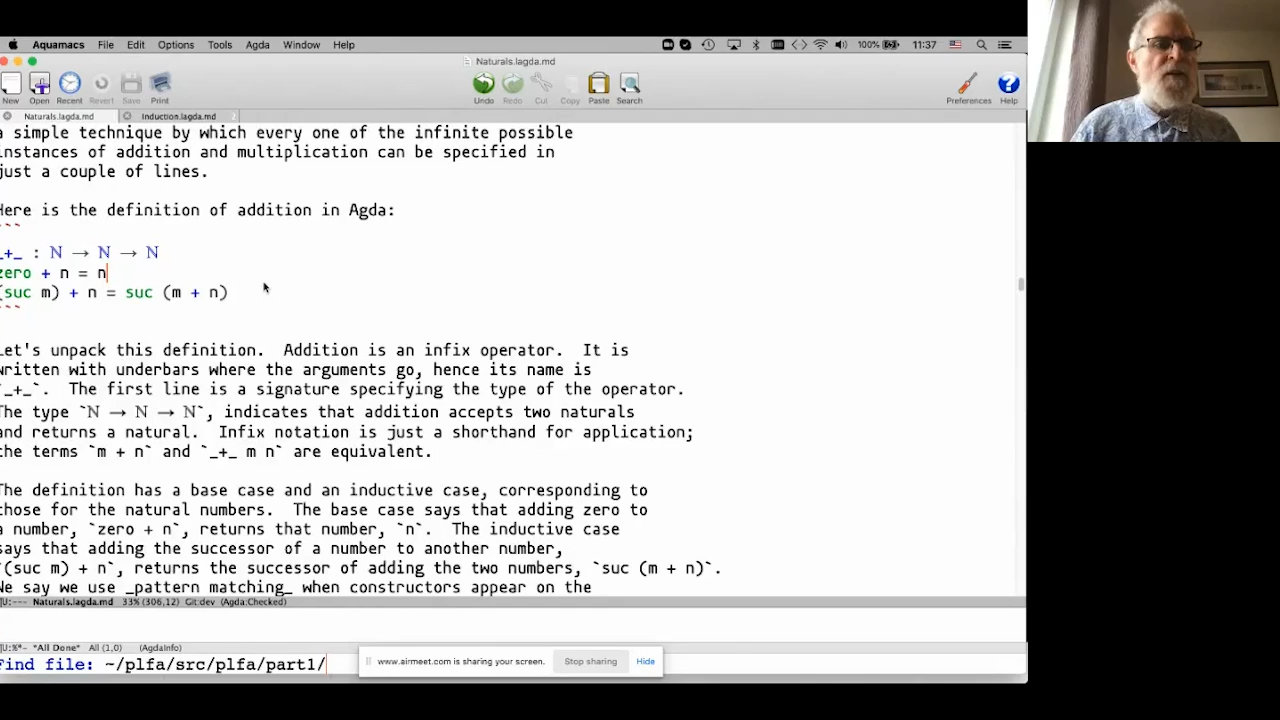 Aquamacs File Edit Options Tools Agda Window Help 100% 11:37
Naturals.lagda.md
New Open Recent Revert Save Print Undo Redo Cut Copy Paste Search Preferences Help
Naturals.lagda.md Induction.lagda.md 2
a simple technique by which every one of the infinite possible
instances of addition and multiplication can be specified in
just a couple of lines.
Here is the definition of addition in Agda:
```
_+_ : ℕ → ℕ → ℕ
zero + n = n
(suc m) + n = suc (m + n)
```
Let's unpack this definition.  Addition is an infix operator.  It is
written with underbars where the arguments go, hence its name is
`_+_`.  The first line is a signature specifying the type of the operator.
The type `ℕ → ℕ → ℕ`, indicates that addition accepts two naturals
and returns a natural.  Infix notation is just a shorthand for application;
the terms `m + n` and `_+_ m n` are equivalent.
The definition has a base case and an inductive case, corresponding to
those for the natural numbers.  The base case says that adding zero to
a number, `zero + n`, returns that number, `n`.  The inductive case
says that adding the successor of a number to another number,
`(suc m) + n`, returns the successor of adding the two numbers, `suc (m + n)`.
We say we use _pattern matching_ when constructors appear on the
U:--- Naturals.lagda.md 33% (306,12) Git:dev (Agda:Checked)
U:%*- *All Done* All (1,0) (AgdaInfo)
Find file: ~/plfa/src/plfa/part1/
www.airmeet.com is sharing your screen. Stop sharing Hide